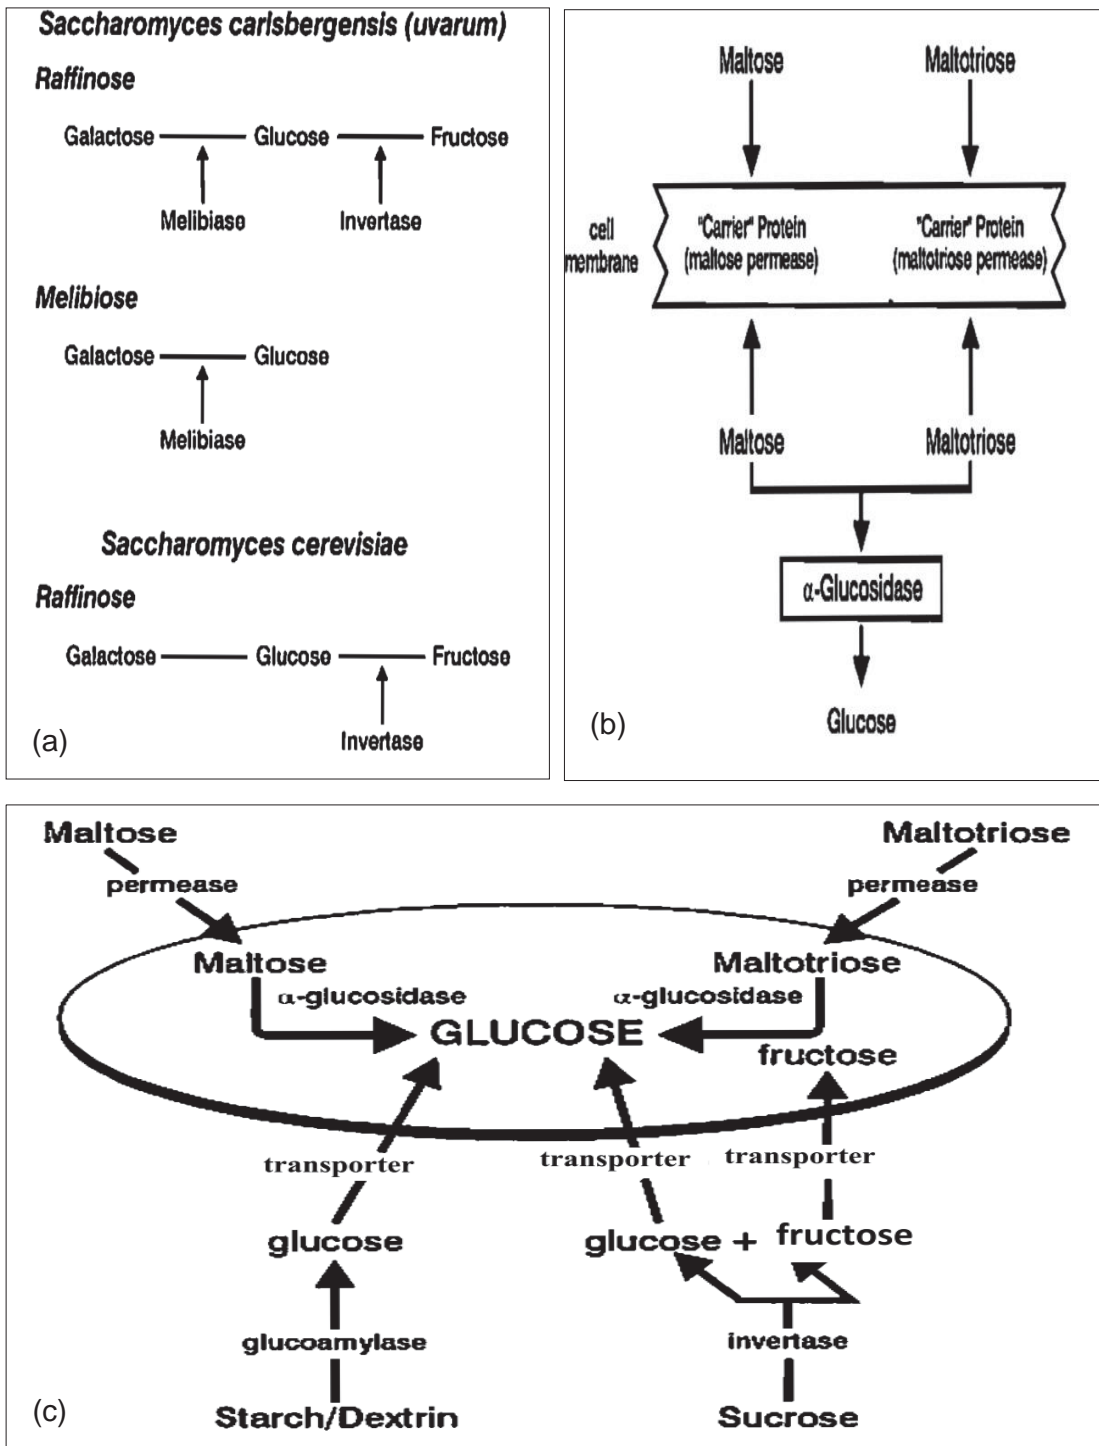 Saccharomyces carlsbergensis (uvarum)
Raffinose
Galactose Glucose Fructose
Melibiase Invertase
Melibiose
Galactose Glucose
Melibiase
Saccharomyces cerevisiae
Raffinose
Galactose Glucose Fructose
Invertase
(a)
Maltose Maltotriose
cell
membrane
"Carrier" Protein
(maltose permease)
"Carrier" Protein
(maltotriose permease)
Maltose Maltotriose
α-Glucosidase
Glucose
(b)
Maltose Maltotriose
permease permease
Maltose Maltotriose
α-glucosidase α-glucosidase
GLUCOSE
fructose
transporter transporter transporter
glucose glucose + fructose
glucoamylase invertase
Starch/Dextrin Sucrose
(c)